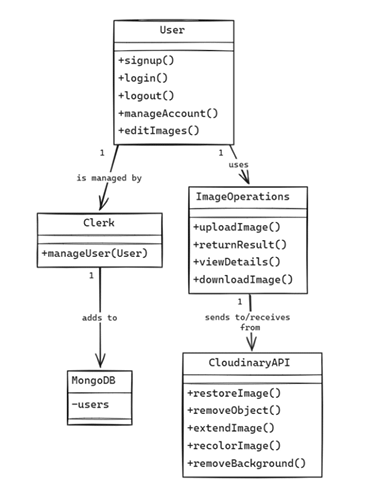 User
+signup()
+login()
+logout()
+manageAccount()
+editImages()
1
1
is managed by
uses
Clerk
+manageUser(User)
1
ImageOperations
+uploadImage()
+returnResult()
+viewDetails()
+downloadImage()
1
adds to
sends to/receives
from
MongoDB
-users
CloudinaryAPI
+restoreImage()
+removeObject()
+extendImage()
+recolorImage()
+removeBackground()